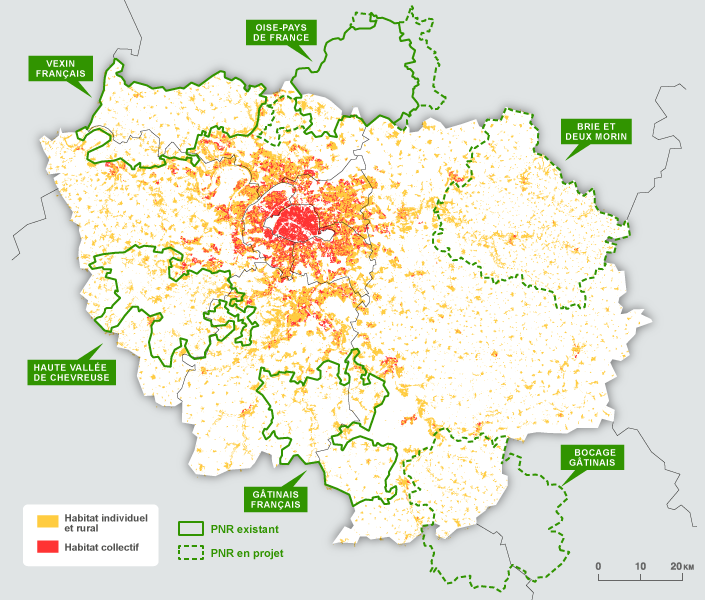 OISE-PAYS
DE FRANCE
VEXIN
FRANÇAIS
BRIE ET
DEUX MORIN
HAUTE VALLÉE
DE CHEVREUSE
BOCAGE
GÂTINAIS
GÂTINAIS
FRANÇAIS
Habitat individuel
et rural
Habitat collectif
PNR existant
PNR en projet
0 10 20 KM